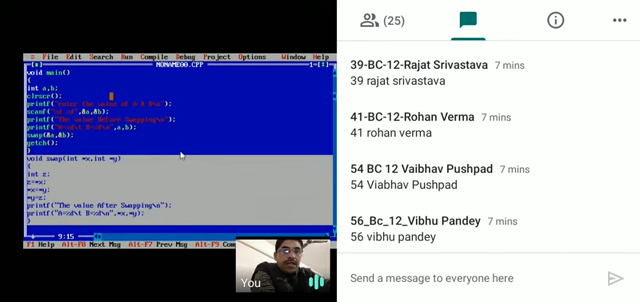 ≡ File Edit Search Run Compile Debug Project Options Window Help
NONAME00.CPP
void main()
{
int a,b;
clrscr();
printf("enter the value of A & B\n");
scanf("%d %d",&a,&b);
printf("The value Before Swapping\n");
printf("A=%d\t B=%d\n",a,b);
swap(&a,&b);
getch();
}
void swap(int *x,int *y)
{
int z;
z=*x;
*x=*y;
*y=z;
printf("The value After Swapping\n");
printf("A=%d\t B=%d\n",*x,*y);
}
9:15
F1 Help Alt-F8 Next Msg Alt-F7 Prev Msg Alt-F9
You
(25)
39-BC-12-Rajat Srivastava 7 mins
39 rajat srivastava
41-BC-12-Rohan Verma 7 mins
41 rohan verma
54 BC 12 Vaibhav Pushpad 7 mins
54 Viabhav Pushpad
56_Bc_12_Vibhu Pandey 7 mins
56 vibhu pandey
Send a message to everyone here